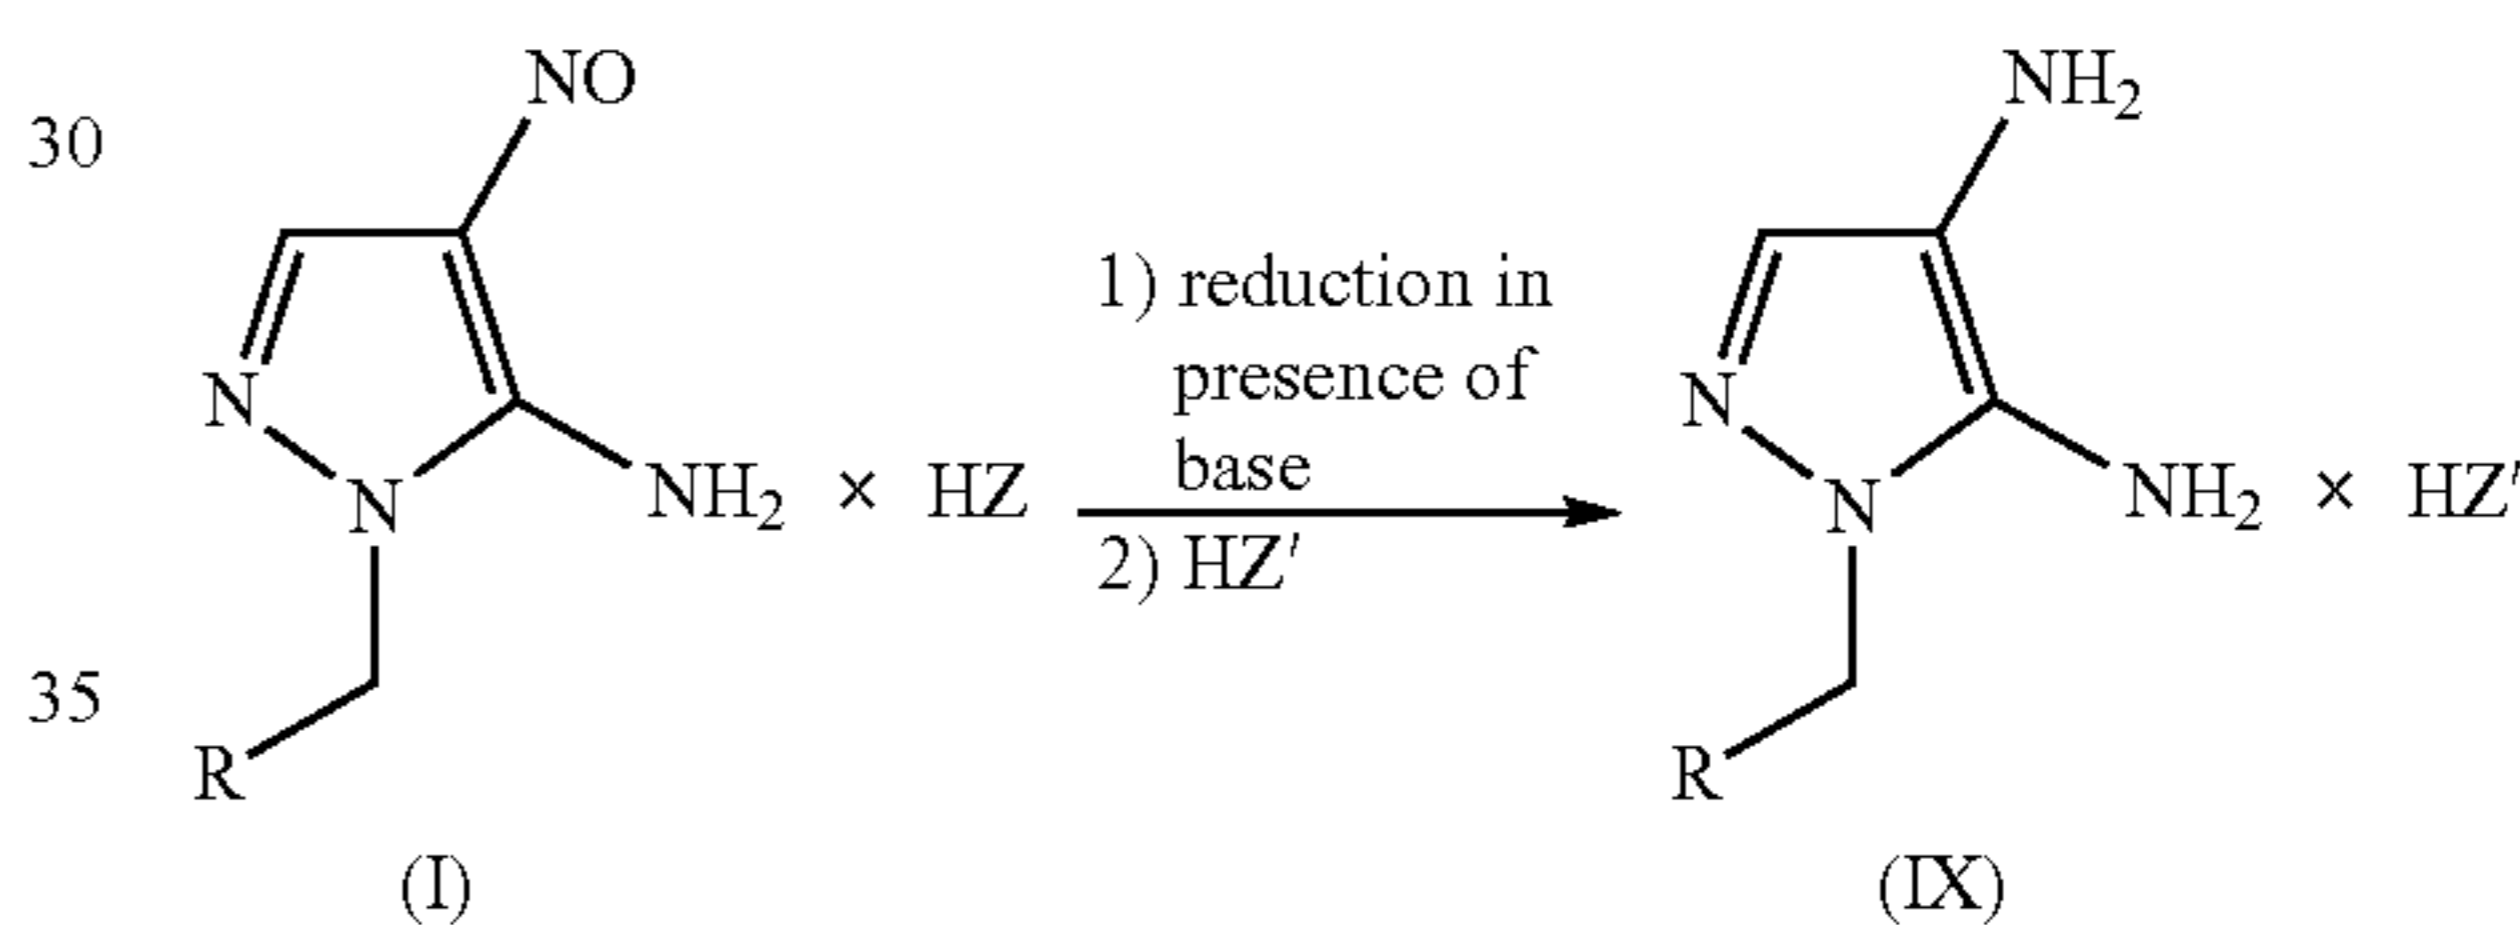 30
NO
N
N
NH2 × HZ
R
(I)
1) reduction in
presence of
base
2) HZ'
NH2
N
N
NH2 × HZ'
R
(IX)
35